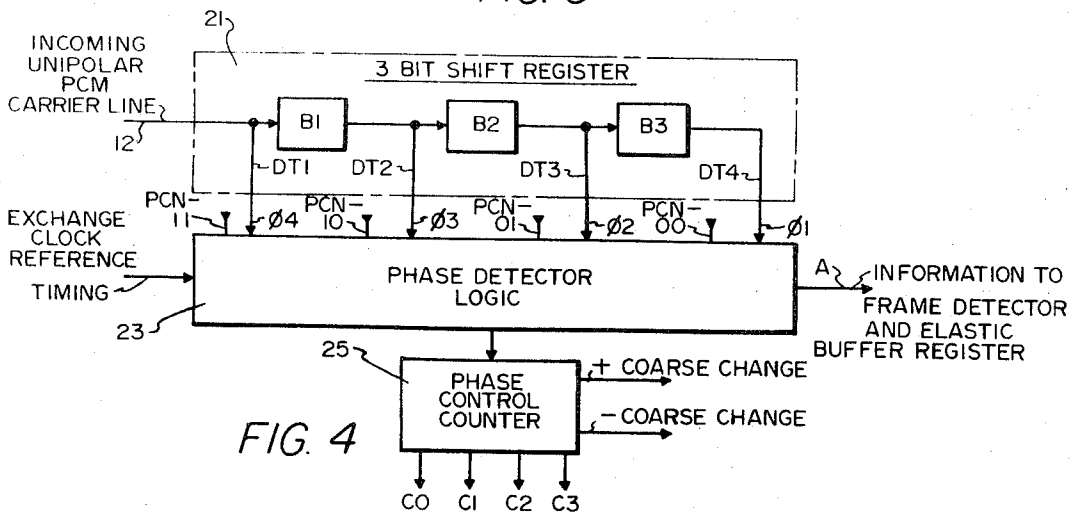 21
INCOMING
UNIPOLAR
PCM
CARRIER LINE
12
3 BIT SHIFT REGISTER
B1
B2
B3
DT1
DT2
DT3
DT4
PCN-
11
Ø4
PCN-
10
Ø3
PCN-
01
Ø2
PCN-
00
Ø1
EXCHANGE
CLOCK
REFERENCE
TIMING
PHASE DETECTOR
LOGIC
23
A
INFORMATION TO
FRAME DETECTOR
AND ELASTIC
BUFFER REGISTER
25
PHASE
CONTROL
COUNTER
+ COARSE CHANGE
- COARSE CHANGE
FIG. 4
C0
C1
C2
C3